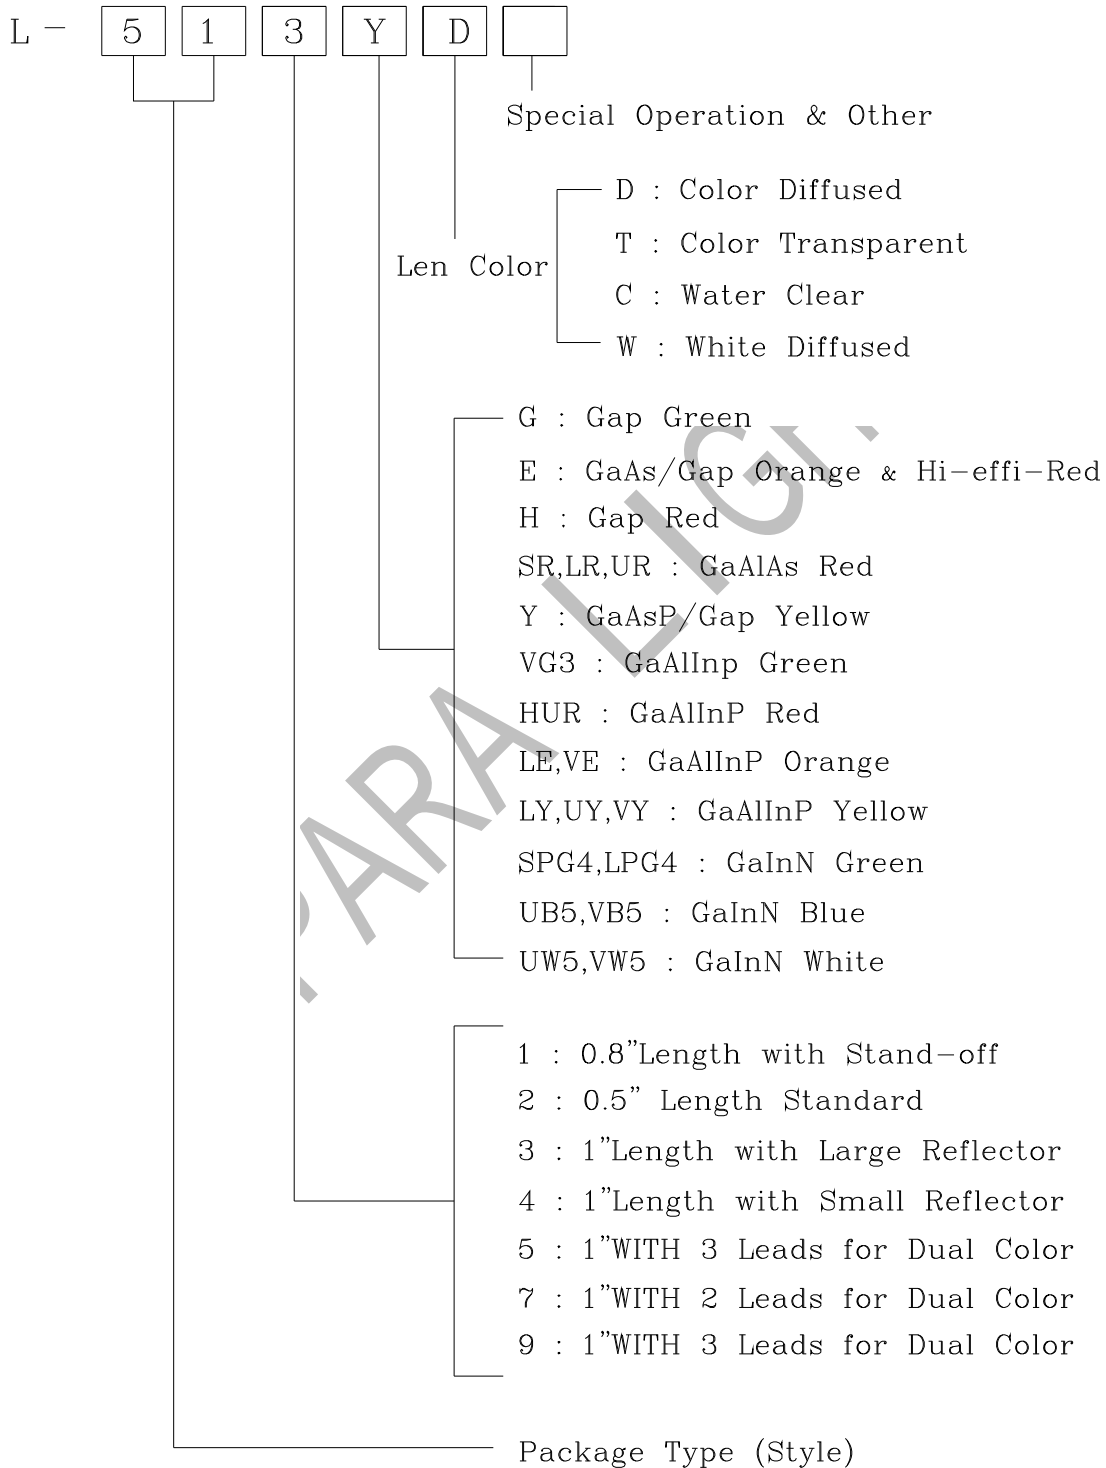 L- 5 1 3 Y D
Special Operation & Other
D : Color Diffused
T : Color Transparent
Len Color
C : Water Clear
W : White Diffused
G : Gap Green
E : GaAs/Gap Orange & Hi-effi-Red
H : Gap Red
SR,LR,UR : GaAlAs Red
Y : GaAsP/Gap Yellow
VG3 : GaAlInp Green
HUR : GaAlInP Red
LE,VE : GaAlInP Orange
LY,UY,VY : GaAlInP Yellow
SPG4,LPG4 : GaInN Green
UB5,VB5 : GaInN Blue
UW5,VW5 : GaInN White
1 : 0.8"Length with Stand-off
2 : 0.5" Length Standard
3 : 1"Length with Large Reflector
4 : 1"Length with Small Reflector
5 : 1"WITH 3 Leads for Dual Color
7 : 1"WITH 2 Leads for Dual Color
9 : 1"WITH 3 Leads for Dual Color
Package Type (Style)
PARA LIGH